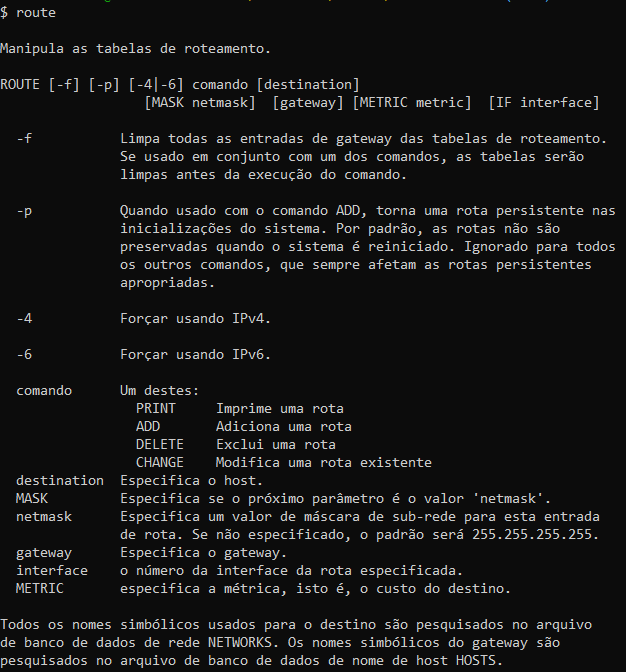 $ route
Manipula as tabelas de roteamento.
ROUTE [-f] [-p] [-4|-6] comando [destination]
[MASK netmask]  [gateway] [METRIC metric]  [IF interface]
-f           Limpa todas as entradas de gateway das tabelas de roteamento.
Se usado em conjunto com um dos comandos, as tabelas serão
limpas antes da execução do comando.
-p           Quando usado com o comando ADD, torna uma rota persistente nas
inicializações do sistema. Por padrão, as rotas não são
preservadas quando o sistema é reiniciado. Ignorado para todos
os outros comandos, que sempre afetam as rotas persistentes
apropriadas.
-4           Forçar usando IPv4.
-6           Forçar usando IPv6.
comando      Um destes:
PRINT     Imprime uma rota
ADD       Adiciona uma rota
DELETE    Exclui uma rota
CHANGE    Modifica uma rota existente
destination  Especifica o host.
MASK         Especifica se o próximo parâmetro é o valor 'netmask'.
netmask      Especifica um valor de máscara de sub-rede para esta entrada
de rota. Se não especificado, o padrão será 255.255.255.255.
gateway      Especifica o gateway.
interface    o número da interface da rota especificada.
METRIC       especifica a métrica, isto é, o custo do destino.
Todos os nomes simbólicos usados para o destino são pesquisados no arquivo
de banco de dados de rede NETWORKS. Os nomes simbólicos do gateway são
pesquisados no arquivo de banco de dados de nome de host HOSTS.